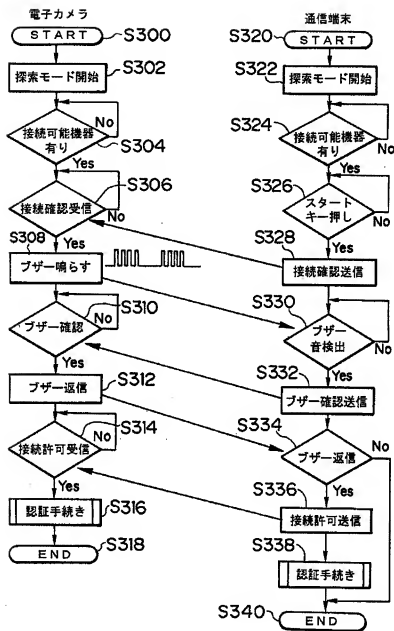 電子カメラ
START
S300
探索モード開始
S302
No
接続可能機器
有り
S304
Yes
接続確認受信
S306
No
Yes
S308
ブザー鳴らす
S310
ブザー確認
No
Yes
ブザー返信
S312
S314
接続許可受信
No
Yes
認証手続き
S316
END
S318
通信端末
S320
START
S322
探索モード開始
S324
接続可能機器
有り
No
Yes
S326
スタート
キー押し
No
Yes
S328
接続確認送信
S330
ブザー
音検出
No
Yes
S332
ブザー確認送信
S334
ブザー返信
No
Yes
S336
接続許可送信
S338
認証手続き
S340
END